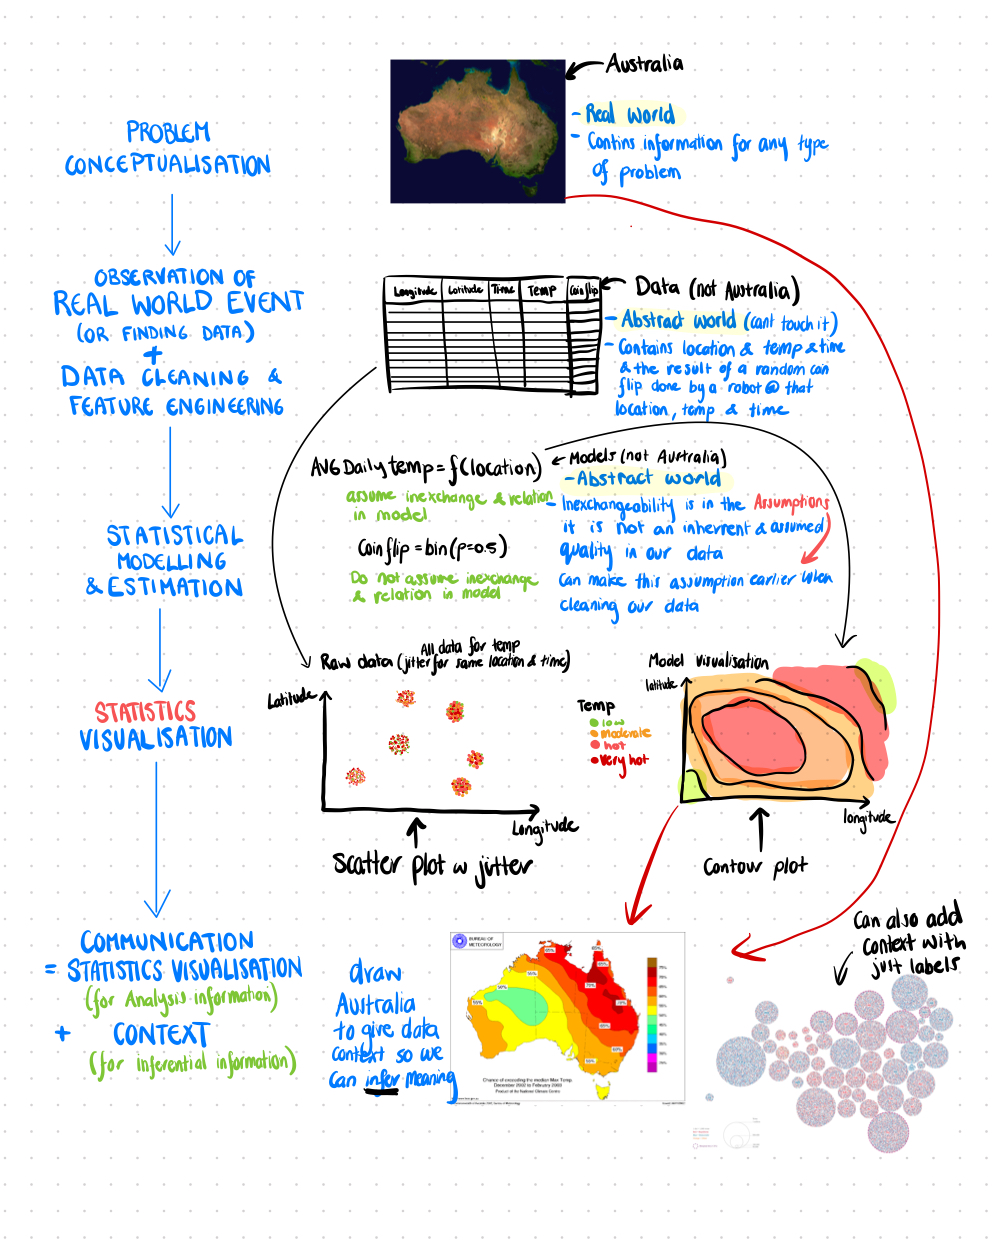 Australia
- Real World
- Contins information for any type
of problem
PROBLEM
CONCEPTUALISATION
OBSERVATION OF
REAL WORLD EVENT
(OR FINDING DATA)
+
DATA CLEANING &
FEATURE ENGINEERING
Longitude Latitude Time Temp Coin flip
Data (not Australia)
- Abstract world (cant touch it)
- Contains location & temp & time
& the result of a random coin
flip done by a robot @ that
location, temp & time
STATISTICAL
MODELLING
& ESTIMATION
AVG Daily temp = f(location)
assume inexchange & relation
in model
Coin flip = bin(p=0.5)
Do not assume inexchange
& relation in model
Models (not Australia)
- Abstract world
- Inexchangeability is in the Assumptions
it is not an inherrent & assumed
quality in our data
Can make this assumption earlier when
cleaning our data
STATISTICS
VISUALISATION
All data for temp
Raw data (jitter for same location & time)
Latitude
Longitude
Scatter plot w jitter
Temp
low
moderate
hot
very hot
Model visualisation
latitude
longitude
Contour plot
COMMUNICATION
= STATISTICS VISUALISATION
(for Analysis information)
+ CONTEXT
(for inferential information)
draw
Australia
to give data
context so we
can infer meaning
BUREAU OF
METEOROLOGY
Chance of exceeding the median Max Temp
December 2002 to February 2003
Product of the National Climate Centre
Can also add
context with
just labels